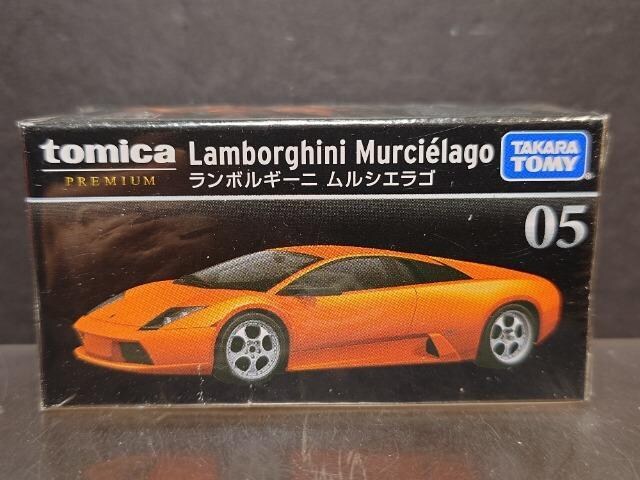 tomica
PREMIUM
Lamborghini Murciélago
ランボルギーニ ムルシエラゴ
TAKARA
TOMY
05